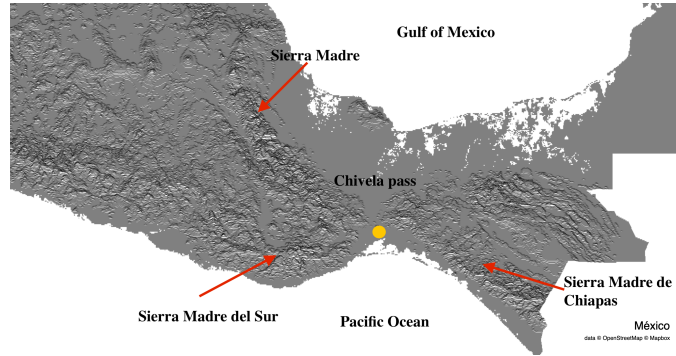 Gulf of Mexico
Sierra Madre
Chivela pass
Sierra Madre de
Chiapas
Sierra Madre del Sur
Pacific Ocean
México
data © OpenStreetMap © Mapbox